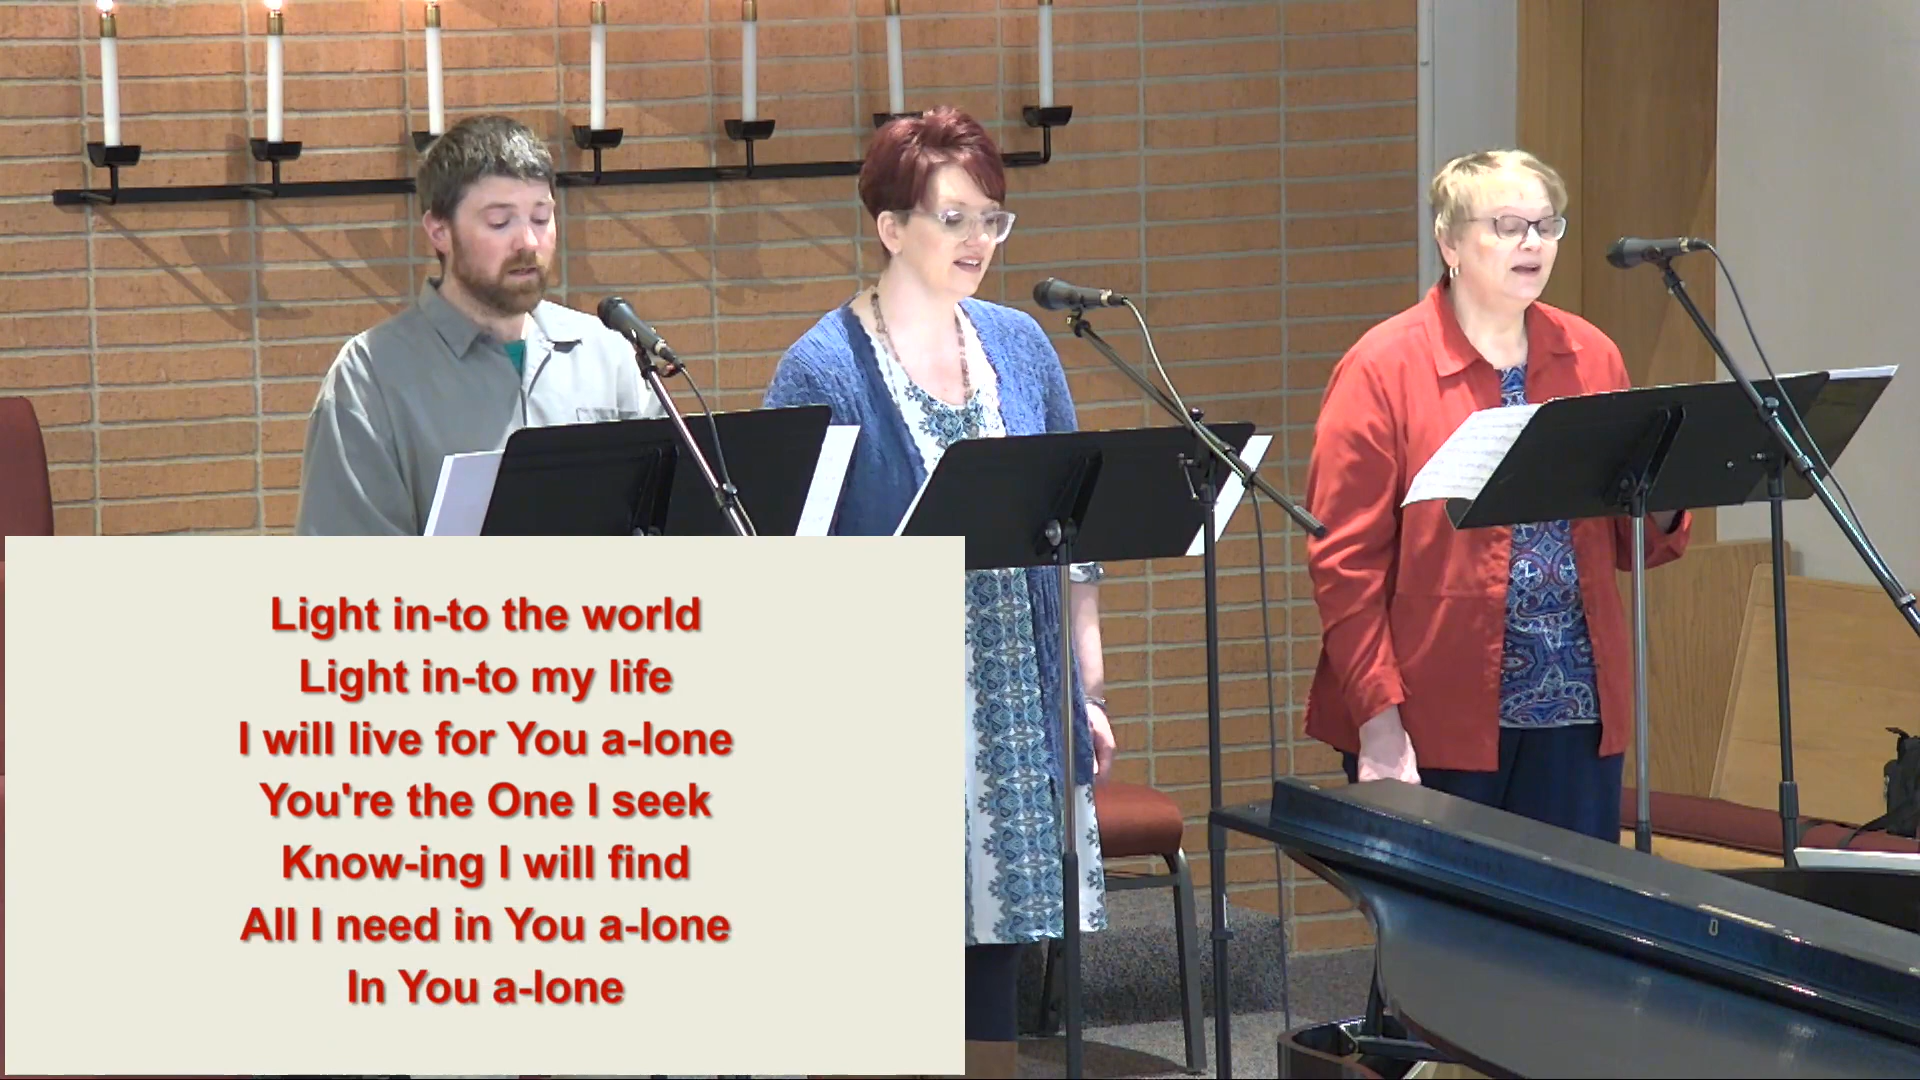 Light in-to the world
Light in-to my life
I will live for You a-lone
You're the One I seek
Know-ing I will find
All I need in You a-lone
In You a-lone